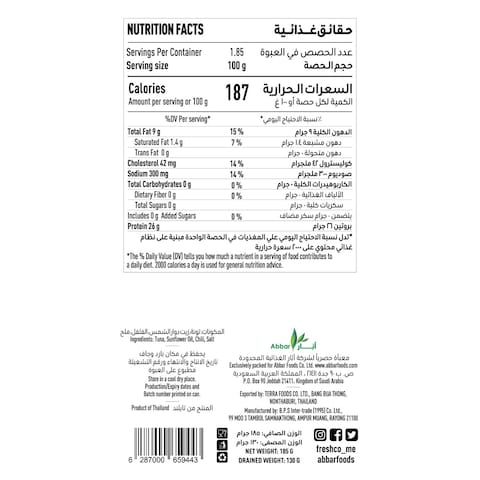 NUTRITION FACTS حقائق غذائية
Servings Per Container 1.85 عدد الحصص في العبوة
Serving size 100 g حجم الحصة
Calories 187 السعرات الحرارية
Amount per serving or 100 g الكمية لكل حصة أو ١٠٠ غ
%DV Per serving* ٪نسبة الاحتياج اليومي*
Total Fat 9 g 15 % الدهون الكلية ٩ جرام
Saturated Fat 1.4 g 7 % دهون مشبعة ١،٤ جرام
Trans Fat 0 g دهون متحولة ٠ جرام
Cholesterol 42 mg 14 % كوليسترول ٤٢ ملجرام
Sodium 300 mg 14 % صوديوم ٣٠٠ ملجرام
Total Carbohydrates 0 g 0 % الكاربوهيدرات الكلية ٠ جرام
Dietary Fiber 0 g 0 % الألياف الغذائية ٠ جرام
Total Sugars 0 g سكريات كلية ٠ جرام
Includes 0 g Added Sugars 0 % يتضمن ٠ جرام سكر مضاف
Protein 26 g بروتين ٢٦ جرام
*تدل نسبة الاحتياج اليومي على المغذيات في الحصة الواحدة مبنية على نظام
غذائي محتوي على ٢٠٠٠ سعرة حرارية
*The % Daily Value (DV) tells you how much a nutrient in a serving of food contributes to
a daily diet. 2000 calories a day is used for general nutrition advice.
المكونات: تونة، زيت دوار الشمس، الفلفل، ملح
Ingredients: Tuna, Sunflower Oil, Chili, Salt
يحفظ في مكان بارد وجاف
تاريخ الانتاج والانتهاء ورقم التشغيلة
مطبوع على العبوة
Store in a cool dry place.
Production/Expiry dates and
Batch number printed on can.
Product of Thailand المنتج من تايلند
Abbar أبــار
معبأة حصرياً لشركة أبار الغذائية المحدودة
Exclusively packed for Abbar Foods Co. Ltd.
ص. ب ٩٠ جدة ٢١٤١١ ، المملكة العربية السعودية
P.O. Box 90 Jeddah 21411, Kingdom of Saudi Arabia
Exported by: TERRA FOODS CO. LTD., BANG BUA THONG,
NONTHABURI, THAILAND
Manufactured by: B.P.S Inter-trade (1995) Co. Ltd.,
99 MOO 3 TAMBOL SAMNAKTHONG, AMPUR MUANG, RAYONG 21100
6 287000 659443
الوزن الصافي: ١٨٥ جرام
الوزن المصفى: ١٣٠ جرام
NET WEIGHT: 185 G
DRAINED WEIGHT: 130 G
freshco_me
abbarfoods